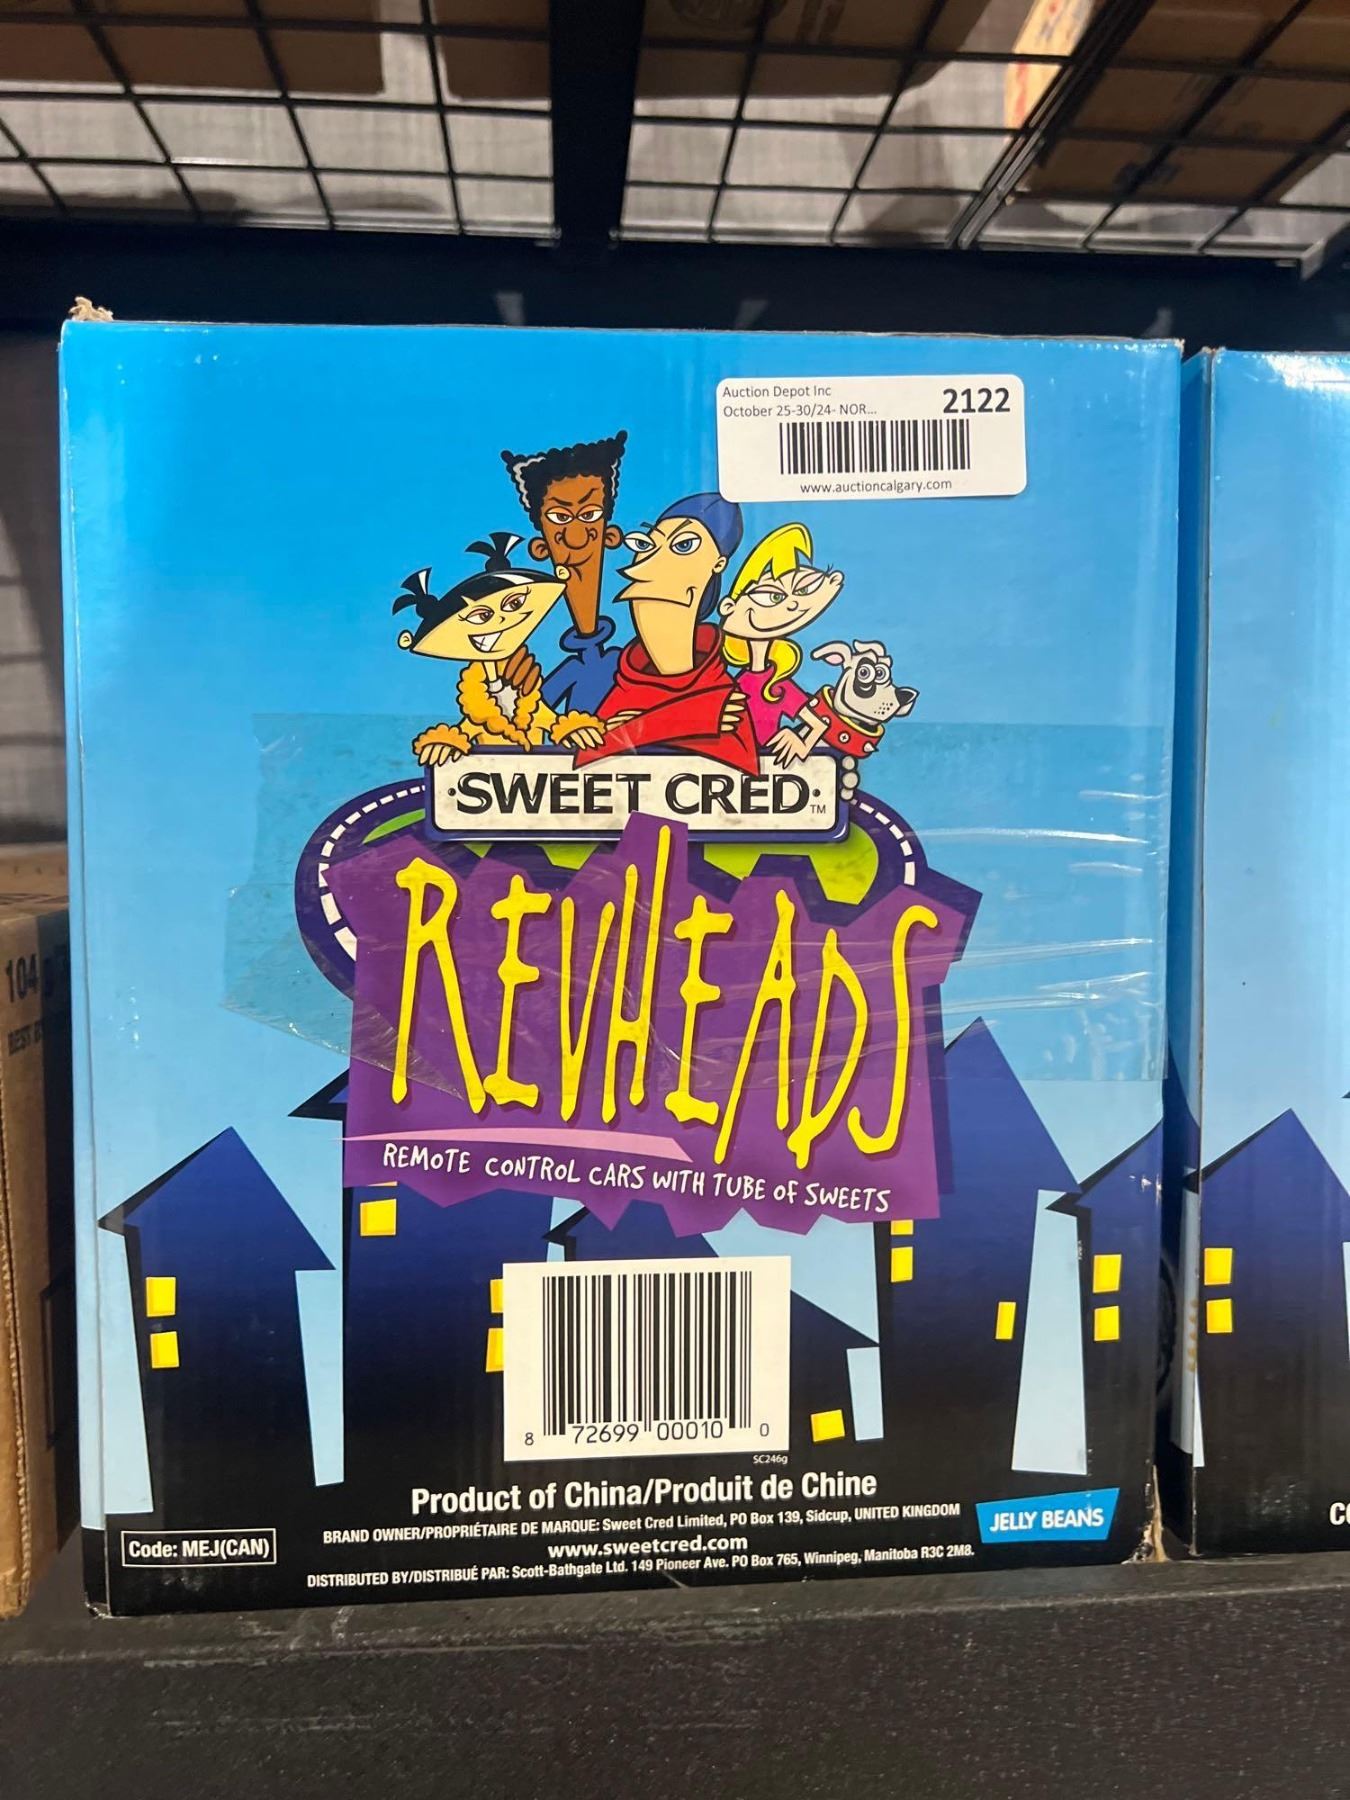 Auction Depot Inc
2122
October 25-30/24- NOR...
www.auctioncalgary.com
·SWEET CRED·™
REVHEADS
REMOTE CONTROL CARS WITH TUBE OF SWEETS
104
8 72699 00010 0
SC246g
Product of China/Produit de Chine
BRAND OWNER/PROPRIÉTAIRE DE MARQUE: Sweet Cred Limited, PO Box 139, Sidcup, UNITED KINGDOM
www.sweetcred.com
DISTRIBUTED BY/DISTRIBUÉ PAR: Scott-Bathgate Ltd. 149 Pioneer Ave. PO Box 765, Winnipeg, Manitoba R3C 2M8.
Code: MEJ(CAN)
JELLY BEANS